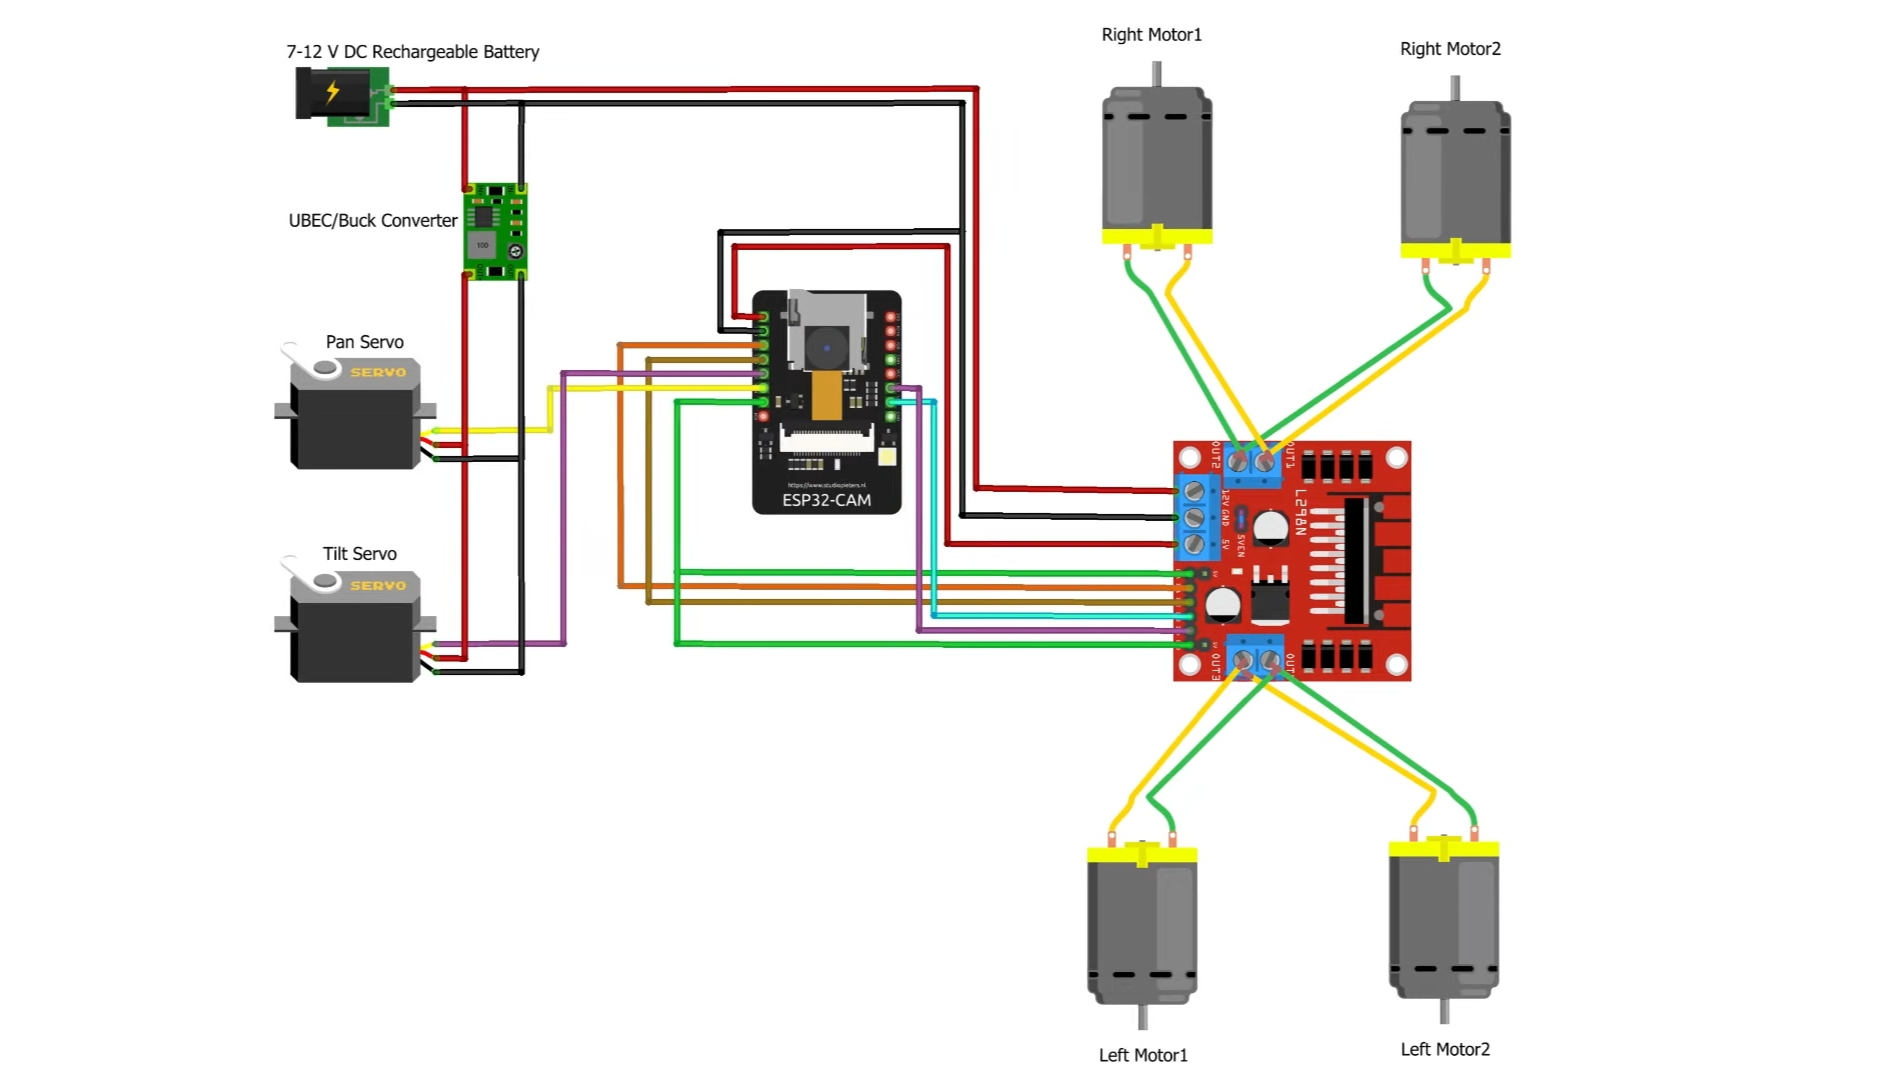 Right Motor1
Right Motor2
7-12 V DC Rechargeable Battery
UBEC/Buck Converter
100
Pan Servo
SERVO
https://www.studiopieters.nl
ESP32-CAM
OUT2
OUT1
12V GND
5V
5VEN
L298N
Tilt Servo
SERVO
OUT3
OUT
Left Motor1
Left Motor2